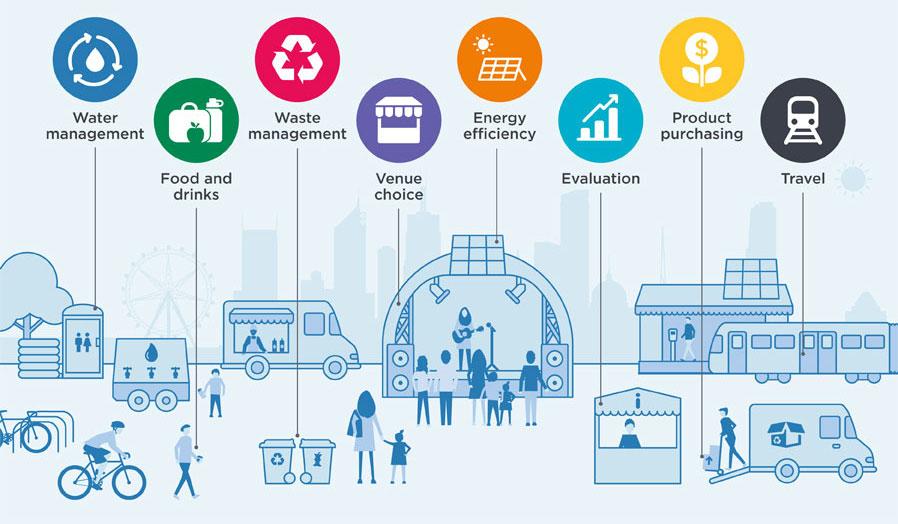 Water
management
Food and
drinks
Waste
management
Venue
choice
Energy
efficiency
Evaluation
$
Product
purchasing
Travel
i